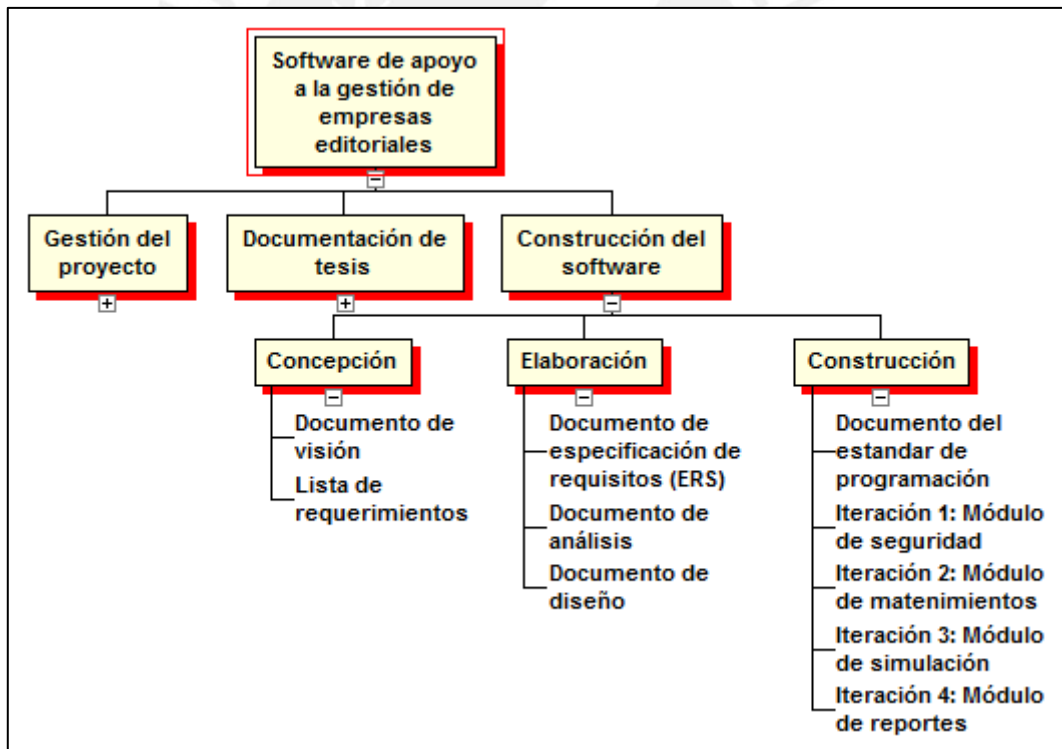 Software de apoyo
a la gestión de
empresas
editoriales
Gestión del
proyecto
Documentación de
tesis
Construcción del
software
Concepción
Documento de
visión
Lista de
requerimientos
Elaboración
Documento de
especificación de
requisitos (ERS)
Documento de
análisis
Documento de
diseño
Construcción
Documento del
estandar de
programación
Iteración 1: Módulo
de seguridad
Iteración 2: Módulo
de matenimientos
Iteración 3: Módulo
de simulación
Iteración 4: Módulo
de reportes